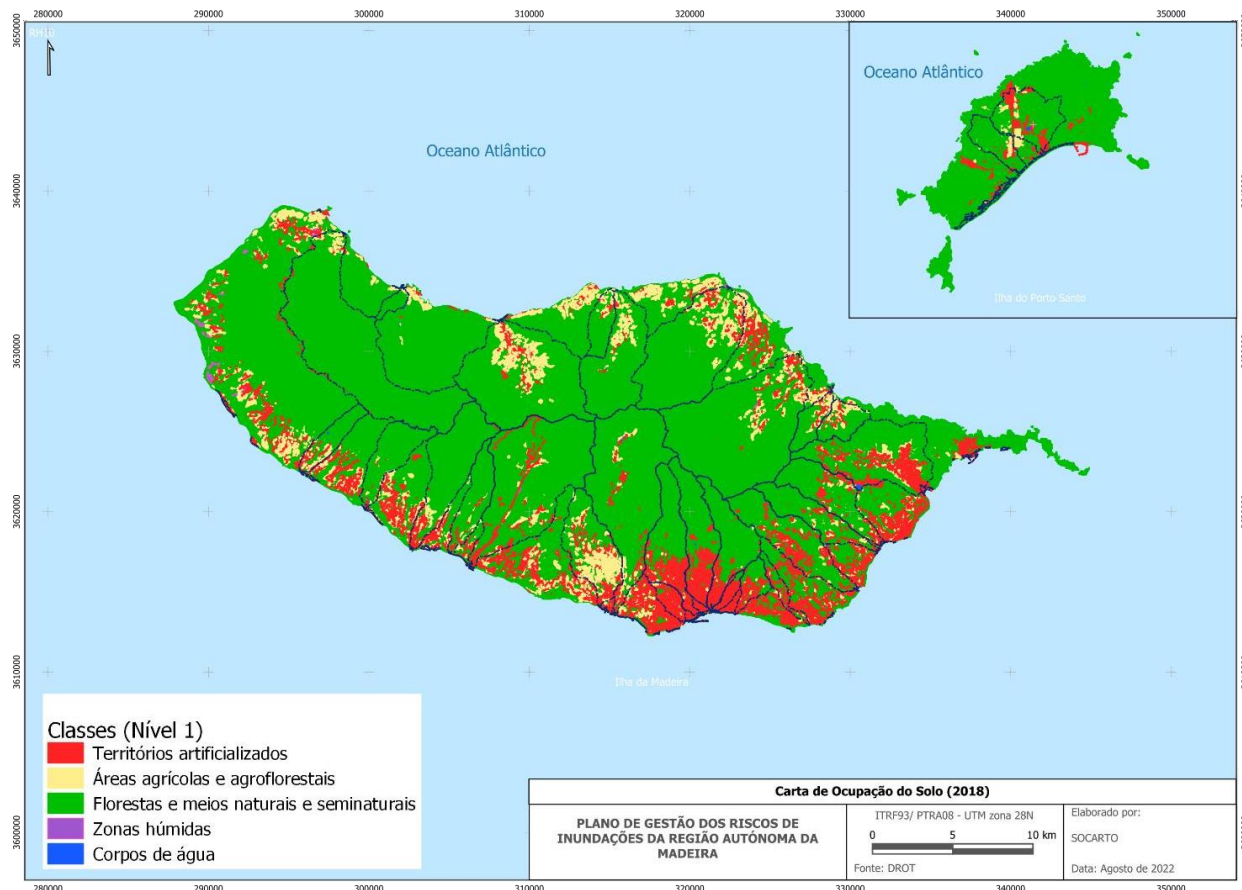 280000 290000 300000 310000 320000 330000 340000 350000
3650000
RH10
Oceano Atlântico
Oceano Atlântico
3640000
Ilha do Porto Santo
3630000
3620000
3610000
Ilha da Madeira
3600000
Classes (Nível 1)
Territórios artificializados
Áreas agrícolas e agroflorestais
Florestas e meios naturais e seminaturais
Zonas húmidas
Corpos de água
Carta de Ocupação do Solo (2018)
PLANO DE GESTÃO DOS RISCOS DE
INUNDAÇÕES DA REGIÃO AUTÓNOMA DA
MADEIRA
ITRF93/ PTRA08 - UTM zona 28N
0 5 10 km
Fonte: DROT
Elaborado por:
SOCARTO
Data: Agosto de 2022
280000 290000 300000 310000 320000 330000 340000 350000